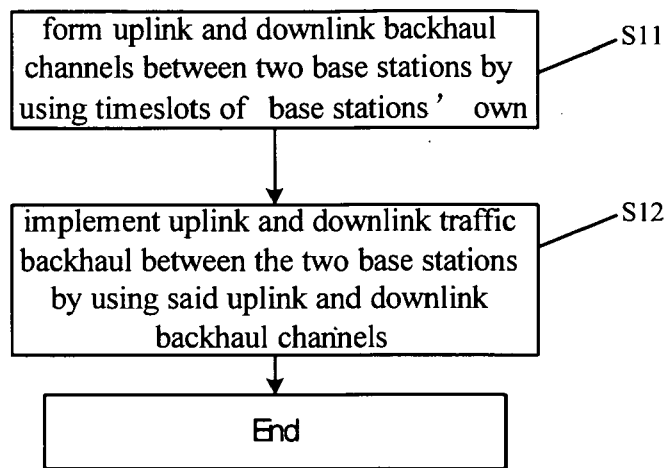 form uplink and downlink backhaul
channels between two base stations by
using timeslots of base stations' own
S11
implement uplink and downlink traffic
backhaul between the two base stations
by using said uplink and downlink
backhaul channels
S12
End